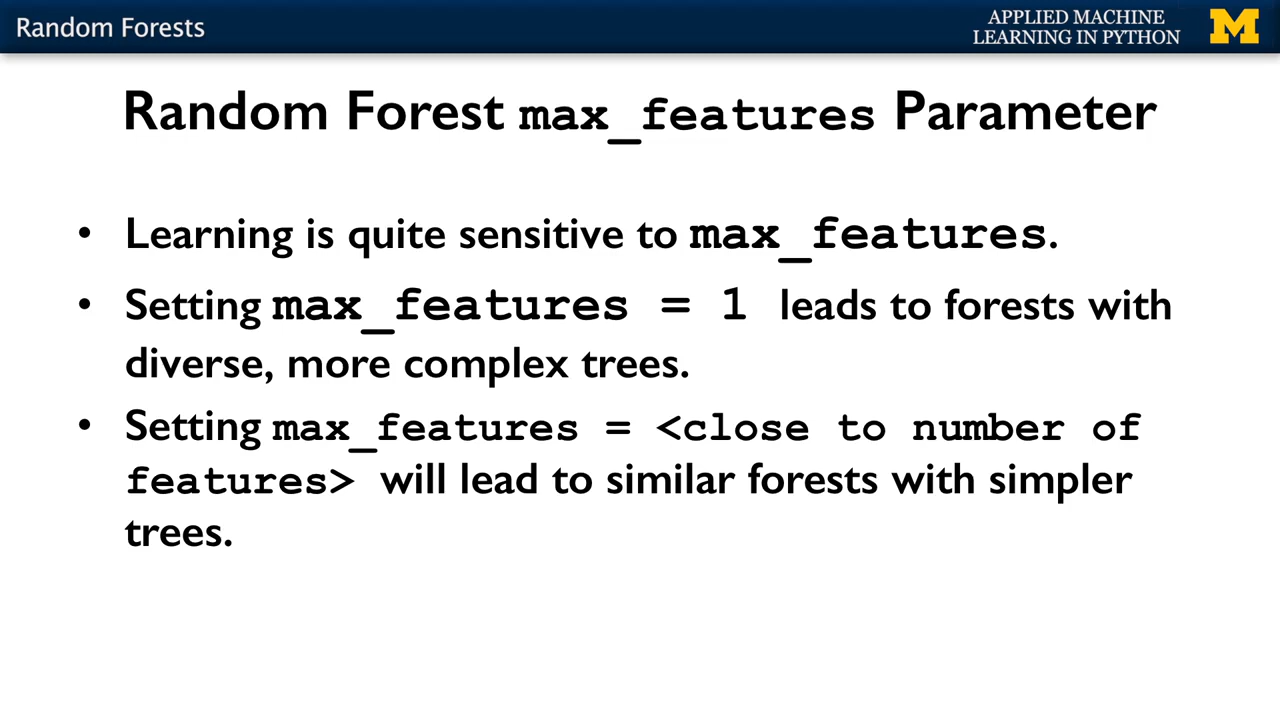 Random Forests
APPLIED MACHINE
LEARNING IN PYTHON
M
Random Forest max_features Parameter
• Learning is quite sensitive to max_features.
• Setting max_features = 1 leads to forests with
diverse, more complex trees.
• Setting max_features = <close to number of
features> will lead to similar forests with simpler
trees.